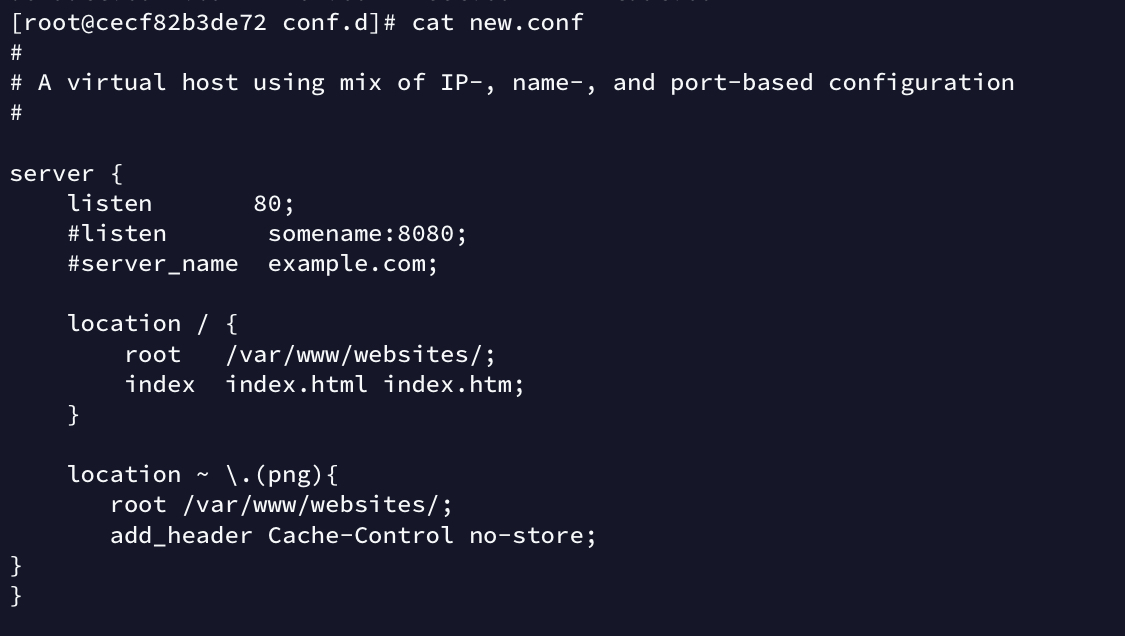 [root@cecf82b3de72 conf.d]# cat new.conf
#
# A virtual host using mix of IP-, name-, and port-based configuration
#

server {
    listen       80;
    #listen       somename:8080;
    #server_name  example.com;

    location / {
        root   /var/www/websites/;
        index  index.html index.htm;
    }

    location ~ \.(png){
       root /var/www/websites/;
       add_header Cache-Control no-store;
}
}